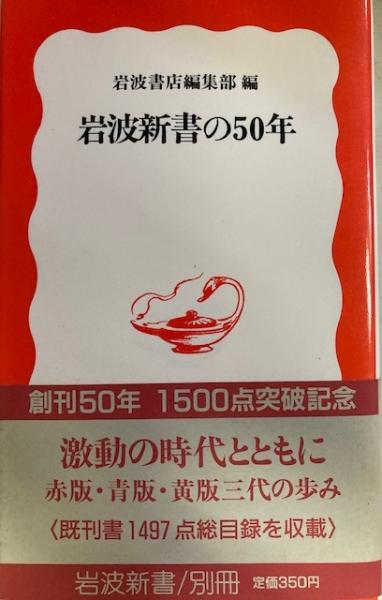 岩波書店編集部 編
岩波新書の50年
創刊50年 1500点突破記念
激動の時代とともに
赤版・青版・黄版三代の歩み
〈既刊書1497点総目録を収載〉
岩波新書/別冊 定価350円